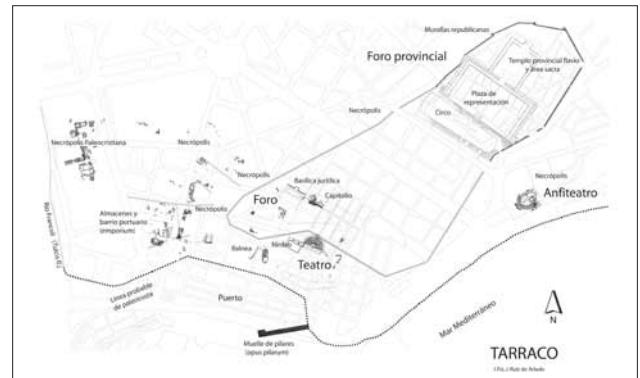 Murallas republicanas
Foro provincial
Templo provincial flavio
y área sacra
Plaza de
representación
Necrópolis
Circo
Necrópolis Paleocristiana
Necrópolis
Necrópolis
Basílica jurídica
Necrópolis
Anfiteatro
Capitolio
Foro
Necrópolis
Almacenes y
barrio portuario
(emporium)
Río Francolí
Balnea
Ninfeo
Teatro
Línea probable
de paleocosta
Puerto
Mar Mediterráneo
N
Muelle de pilares
(opus pilarum)
TARRACO